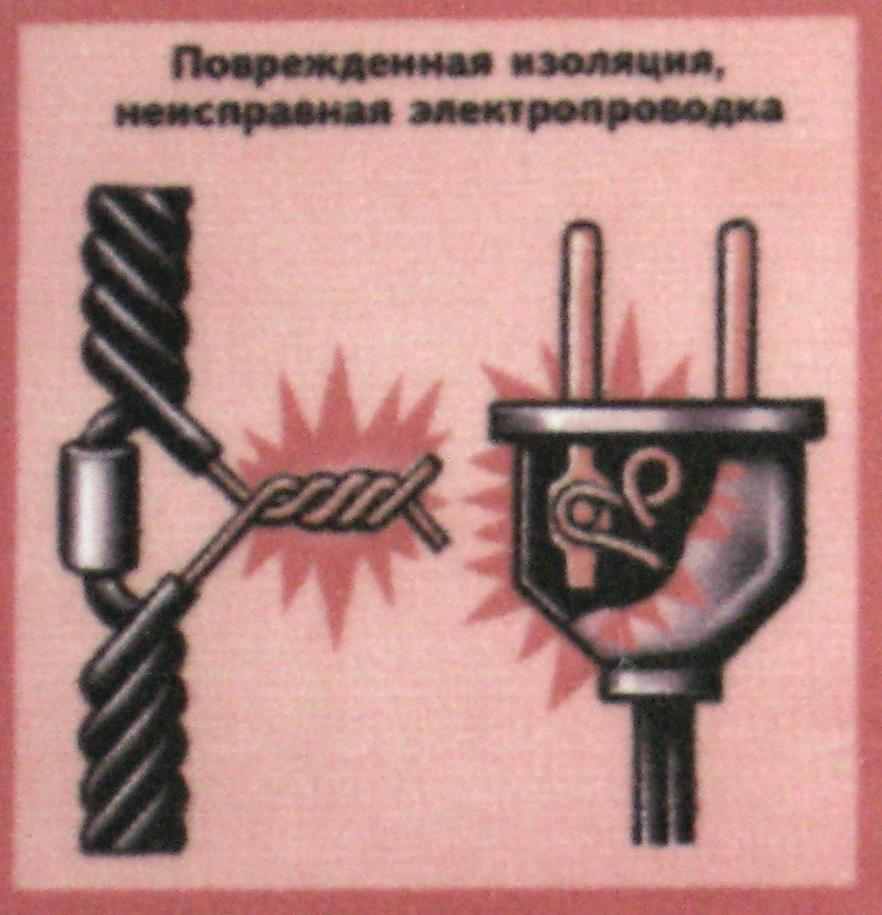 Поврежденная изоляция,
неисправная электропроводка